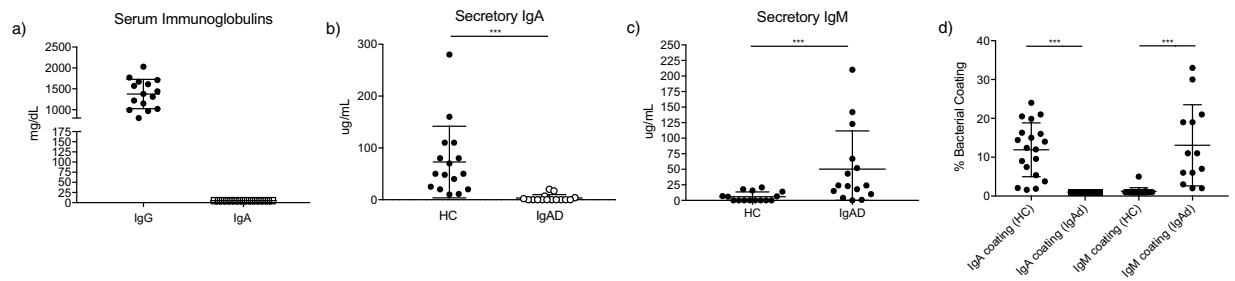 a)
Serum Immunoglobulins
mg/dL
2500
2000
1500
1000
175
150
125
100
75
50
25
0
IgG IgA
b)
Secretory IgA
***
ug/mL
300
200
100
0
HC IgAD
c)
Secretory IgM
***
ug/mL
250
225
200
175
150
125
100
75
50
25
0
HC IgAD
d)
*** ***
% Bacterial Coating
40
30
20
10
0
IgA coating (HC)
IgA coating (IgAd)
IgM coating (HC)
IgM coating (IgAd)